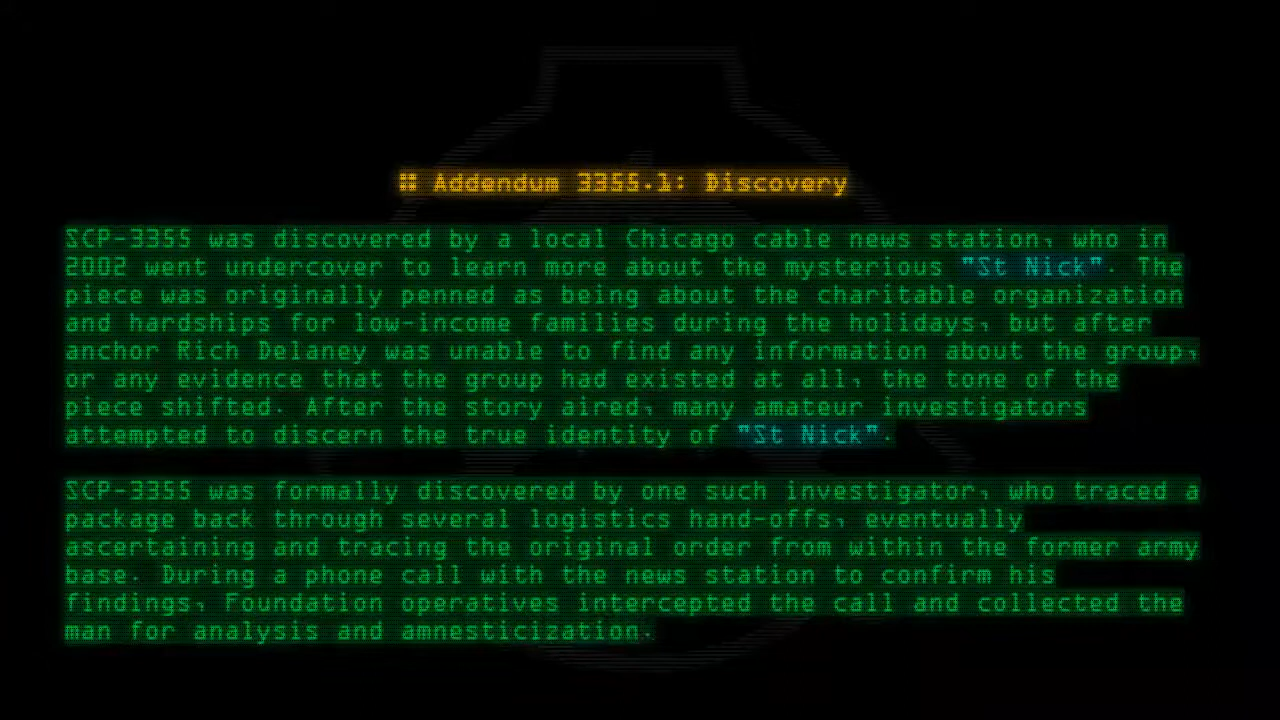 # Addendum 3355.1: Discovery
SCP-3355 was discovered by a local Chicago cable news station, who in
2002 went undercover to learn more about the mysterious "St Nick". The
piece was originally penned as being about the charitable organization
and hardships for low-income families during the holidays, but after
anchor Rich Delaney was unable to find any information about the group,
or any evidence that the group had existed at all, the tone of the
piece shifted. After the story aired, many amateur investigators
attempted to discern the true identity of "St Nick".
SCP-3355 was formally discovered by one such investigator, who traced a
package back through several logistics hand-offs, eventually
ascertaining and tracing the original order from within the former army
base. During a phone call with the news station to confirm his
findings, Foundation operatives intercepted the call and collected the
man for analysis and amnesticization.